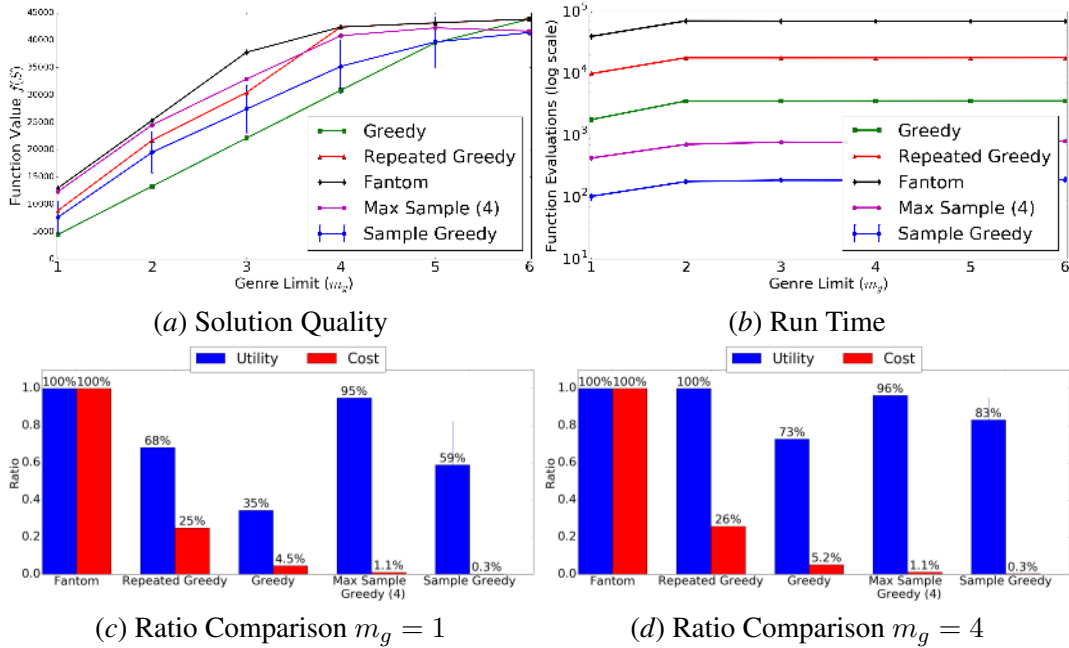 Function Value f(S)
45000
40000
35000
30000
25000
20000
15000
10000
5000
0
Greedy
Repeated Greedy
Fantom
Max Sample (4)
Sample Greedy
1 2 3 4 5 6
Genre Limit (m_g)
(a) Solution Quality
Function Evaluations (log scale)
10^5
10^4
10^3
10^2
10^1
Greedy
Repeated Greedy
Fantom
Max Sample (4)
Sample Greedy
1 2 3 4 5 6
Genre Limit (m_g)
(b) Run Time
Utility Cost
Ratio
1.0
0.8
0.6
0.4
0.2
0.0
100% 100%
68%
25%
35%
4.5%
95%
1.1%
59%
0.3%
Fantom Repeated Greedy Greedy Max Sample Sample Greedy
Greedy (4)
(c) Ratio Comparison m_g = 1
Utility Cost
Ratio
1.0
0.8
0.6
0.4
0.2
0.0
100% 100%
100%
26%
73%
5.2%
96%
1.1%
83%
0.3%
Fantom Repeated Greedy Greedy Max Sample Sample Greedy
Greedy (4)
(d) Ratio Comparison m_g = 4